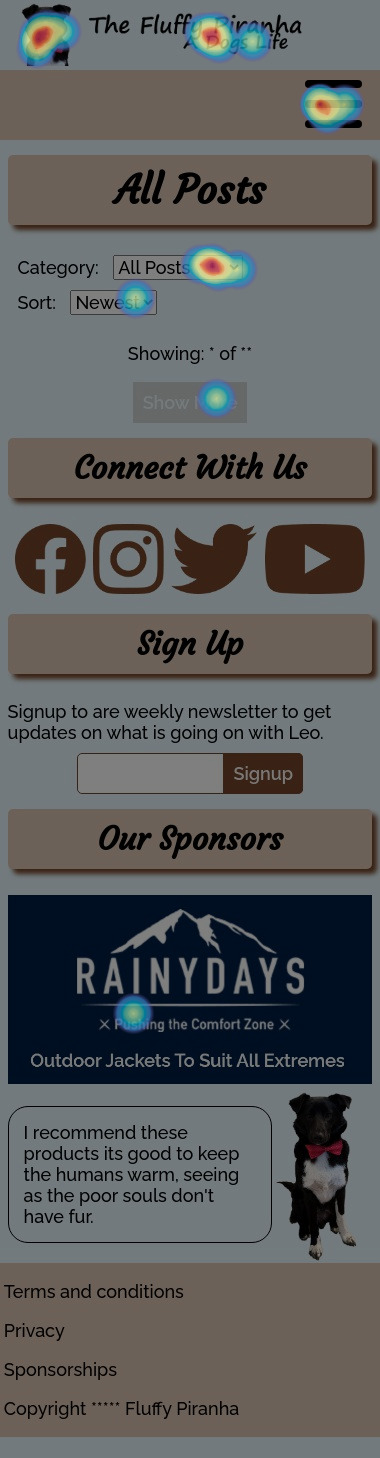 The Fluffy Piranha
A Dogs Life
All Posts
Category: All Posts
Sort: Newest
Showing: * of **
Show More
Connect With Us
Sign Up
Signup to are weekly newsletter to get
updates on what is going on with Leo.
Signup
Our Sponsors
RAINYDAYS
Pushing the Comfort Zone
Outdoor Jackets To Suit All Extremes
I recommend these
products its good to keep
the humans warm, seeing
as the poor souls don't
have fur.
Terms and conditions
Privacy
Sponsorships
Copyright ***** Fluffy Piranha